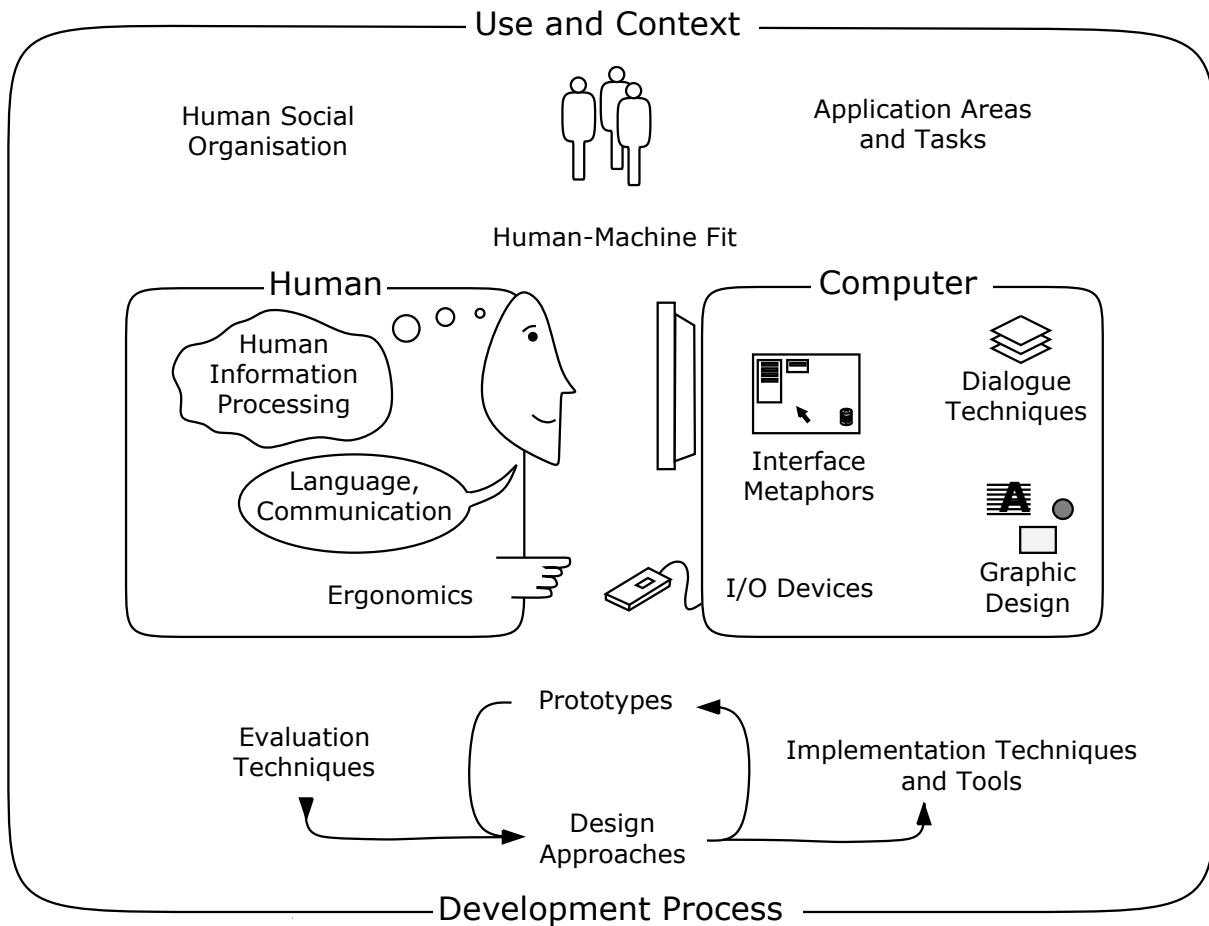 Use and Context
Human Social
Organisation
Application Areas
and Tasks
Human-Machine Fit
Human
Computer
Human
Information
Processing
Dialogue
Techniques
Interface
Metaphors
Language,
Communication
A
Ergonomics
I/O Devices
Graphic
Design
Prototypes
Evaluation
Techniques
Implementation Techniques
and Tools
Design
Approaches
Development Process